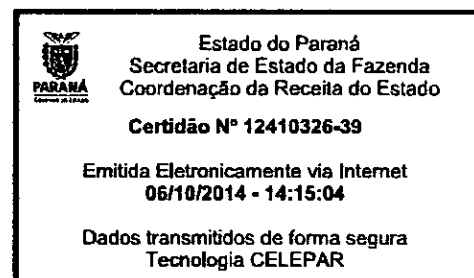 Estado do Paraná
Secretaria de Estado da Fazenda
Coordenação da Receita do Estado
PARANÁ
Certidão Nº 12410326-39
Emitida Eletronicamente via Internet
06/10/2014 - 14:15:04
Dados transmitidos de forma segura
Tecnologia CELEPAR